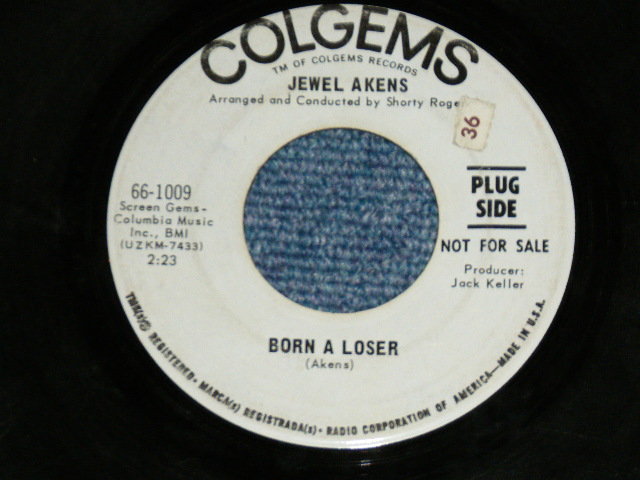 COLGEMS
TM OF COLGEMS RECORDS
JEWEL AKENS
Arranged and Conducted by Shorty Roge
36
66-1009
Screen Gems-
Columbia Music
Inc., BMI
(UZKM-7433)
2:23
PLUG
SIDE
NOT FOR SALE
Producer:
Jack Keller
BORN A LOSER
(Akens)
TMK(s)® REGISTERED • MARCA(s) REGISTRADA(s) • RADIO CORPORATION OF AMERICA—MADE IN U.S.A.